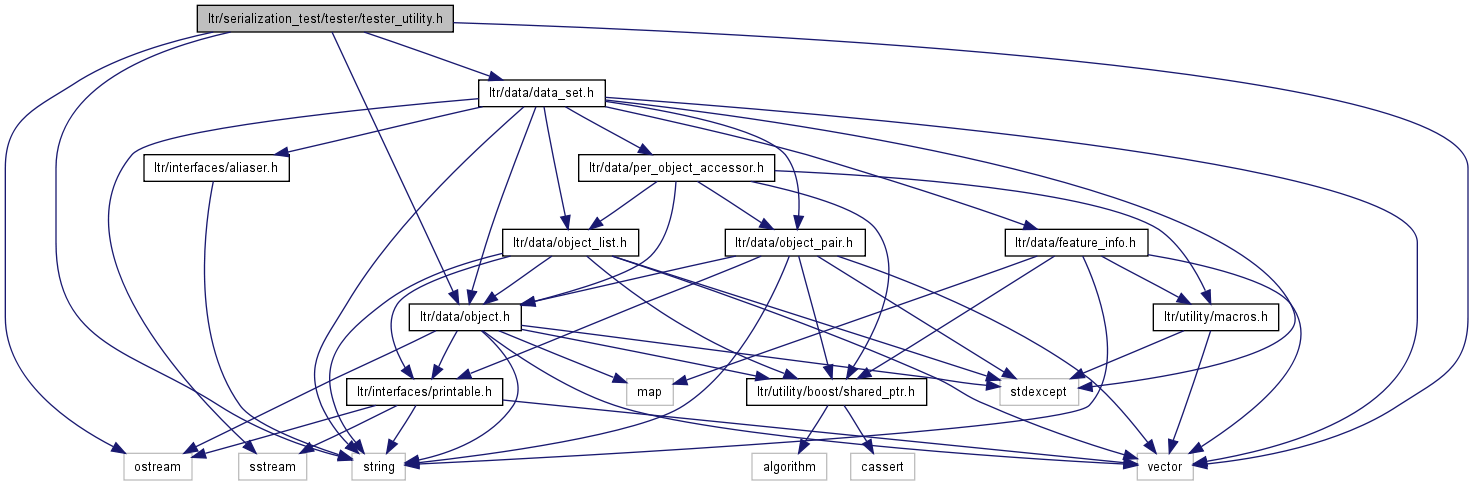 ltr/serialization_test/tester/tester_utility.h
ltr/data/data_set.h
ltr/interfaces/aliaser.h
ltr/data/per_object_accessor.h
ltr/data/object_list.h
ltr/data/object_pair.h
ltr/data/feature_info.h
ltr/data/object.h
ltr/utility/macros.h
ltr/interfaces/printable.h
map
ltr/utility/boost/shared_ptr.h
stdexcept
ostream
sstream
string
algorithm
cassert
vector